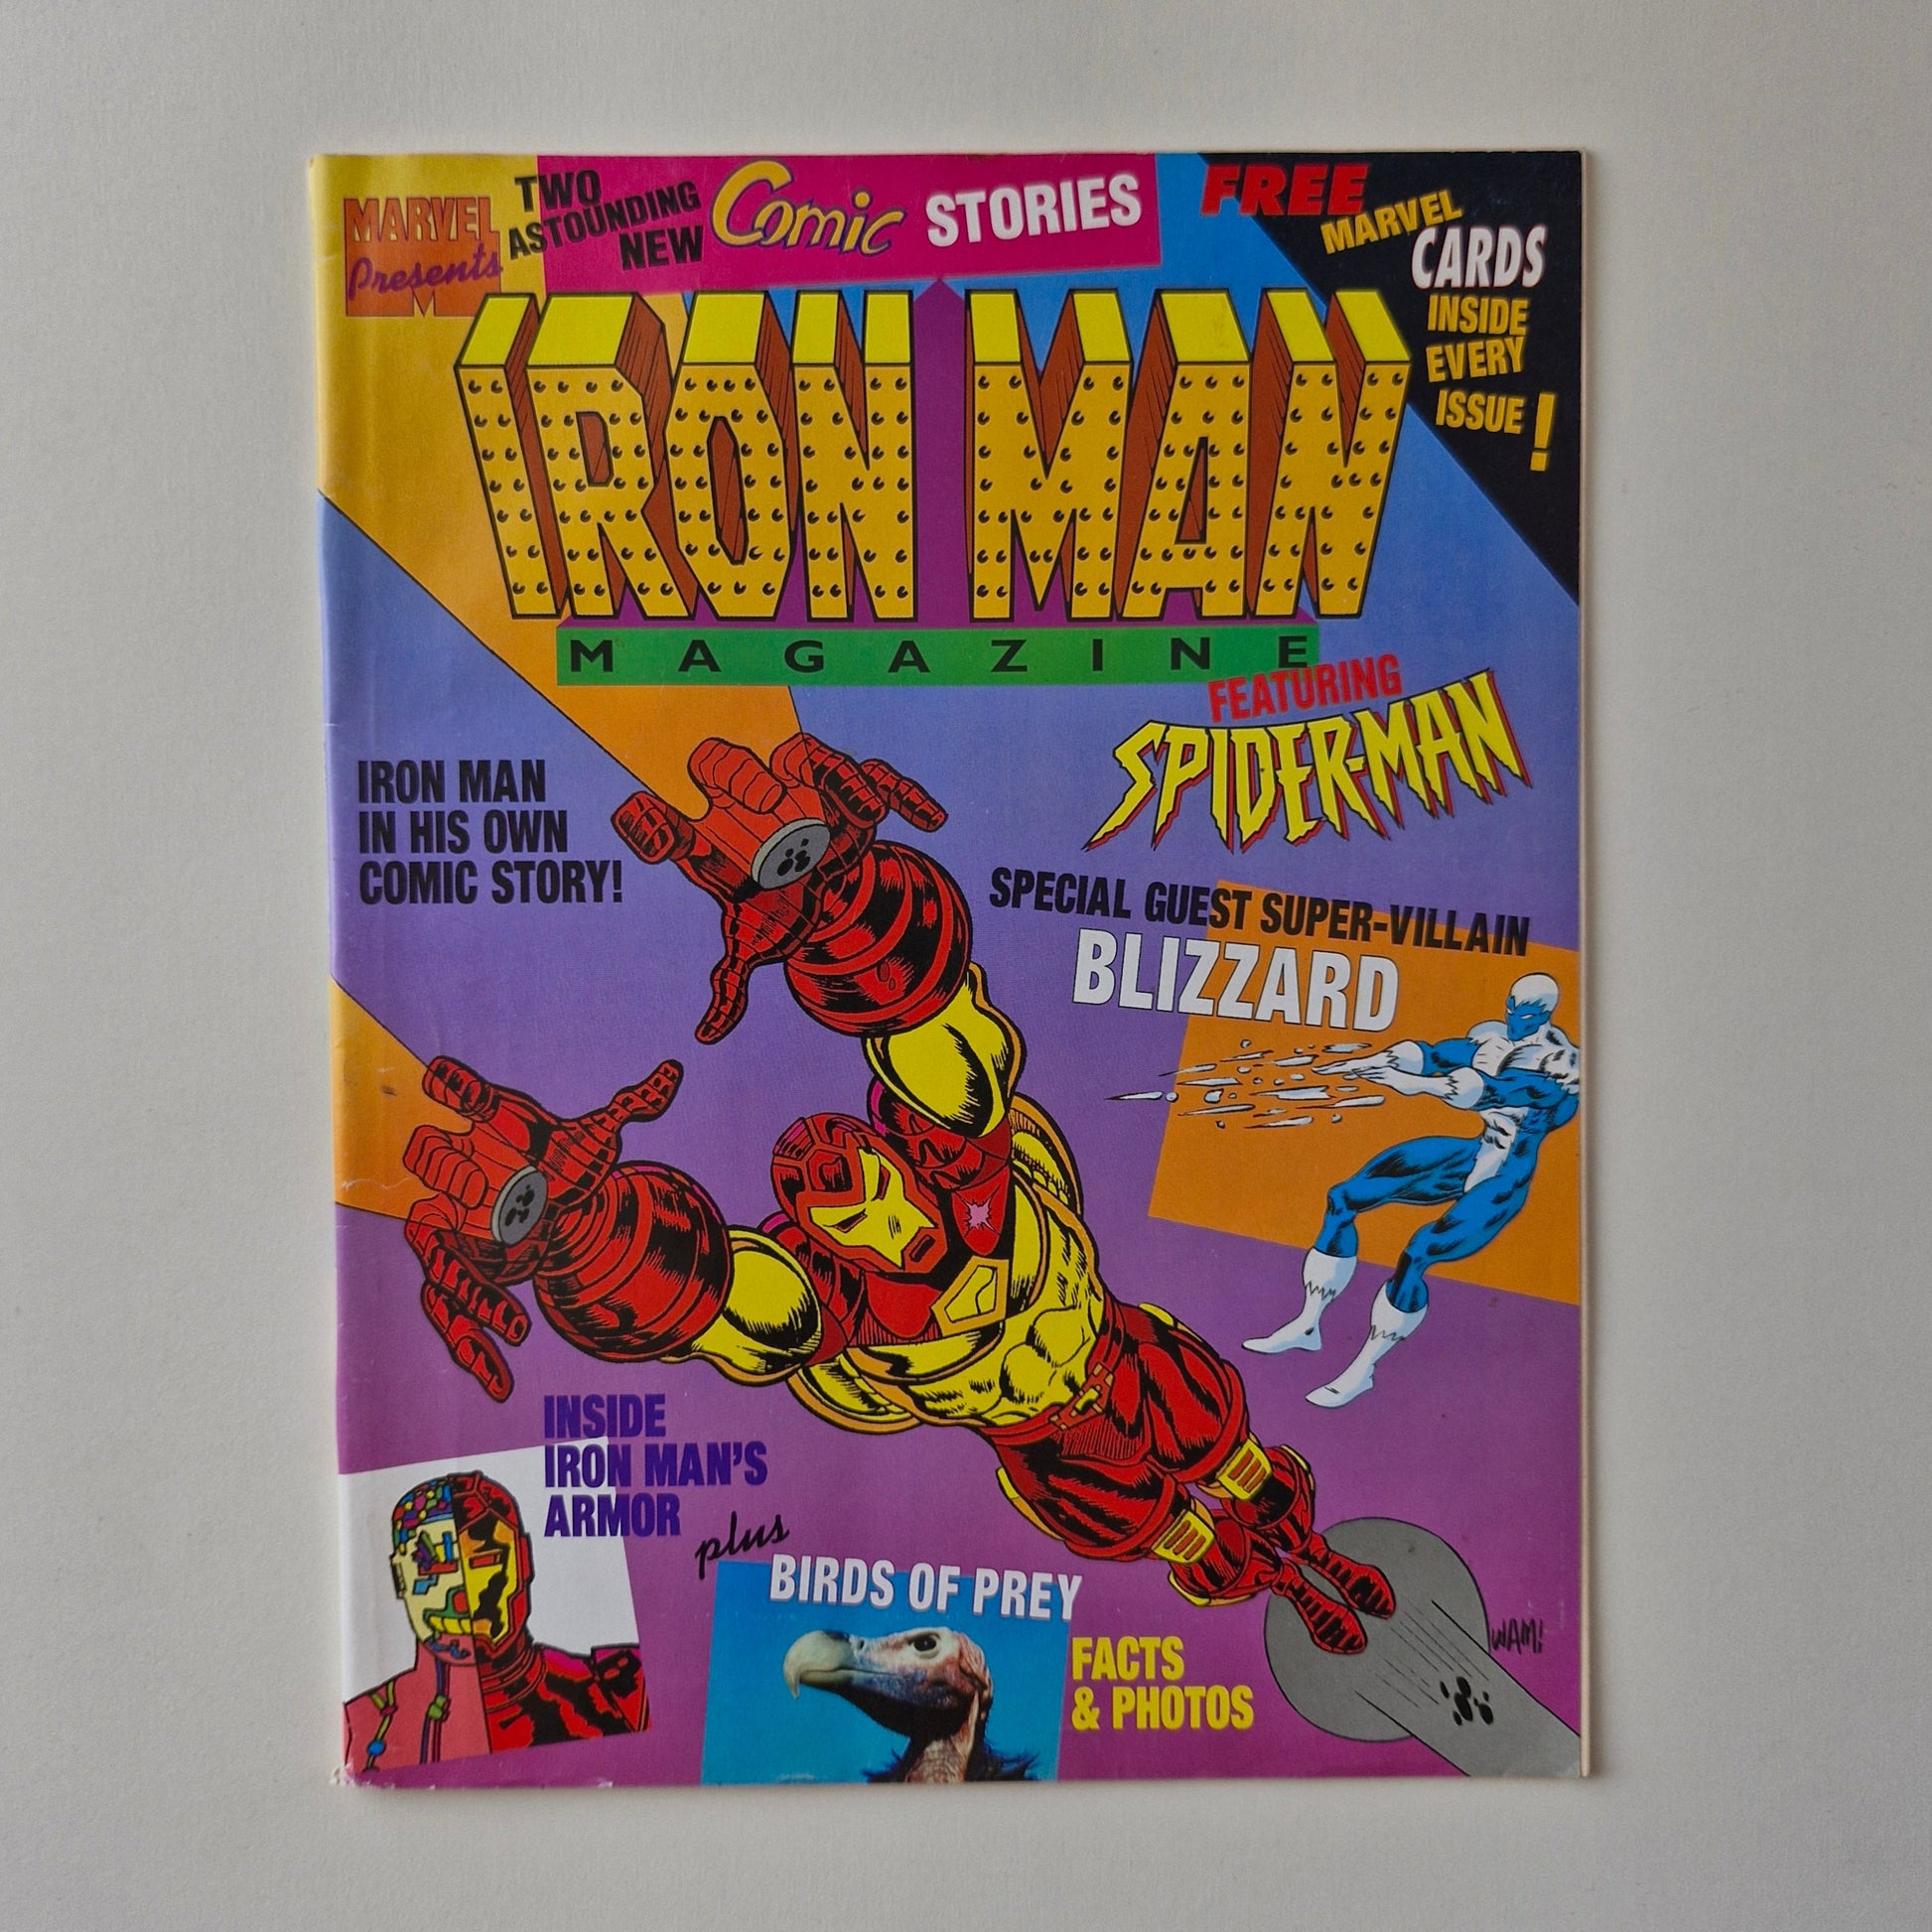 MARVEL
Presents
TWO
ASTOUNDING
NEW
Comic STORIES
FREE
MARVEL
CARDS
INSIDE
EVERY
ISSUE!
IRON MAN
MAGAZINE
FEATURING
SPIDER-MAN
IRON MAN
IN HIS OWN
COMIC STORY!
SPECIAL GUEST SUPER-VILLAIN
BLIZZARD
INSIDE
IRON MAN'S
ARMOR
plus
BIRDS OF PREY
FACTS
& PHOTOS
WAM!